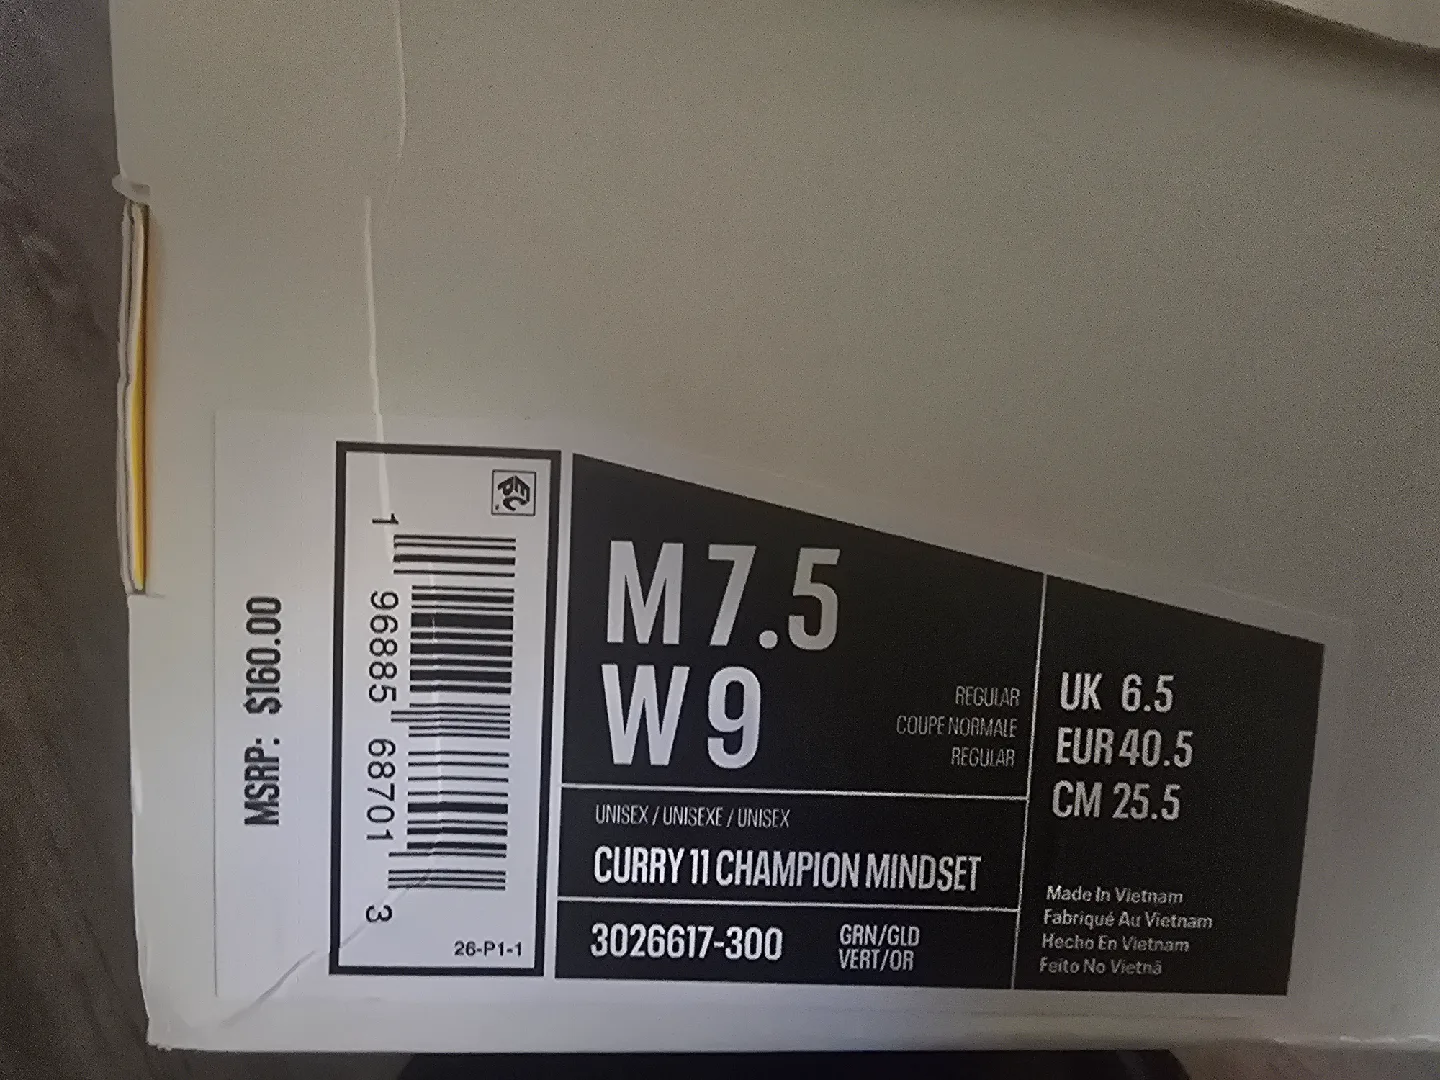 MSRP: $160.00
1 96885 68701 3
26-P1-1
M 7.5
W 9
REGULAR
COUPE NORMALE
REGULAR
UNISEX / UNISEXE / UNISEX
CURRY 11 CHAMPION MINDSET
3026617-300
GRN/GLD
VERT/OR
UK 6.5
EUR 40.5
CM 25.5
Made In Vietnam
Fabriqué Au Vietnam
Hecho En Vietnam
Feito No Vietnã